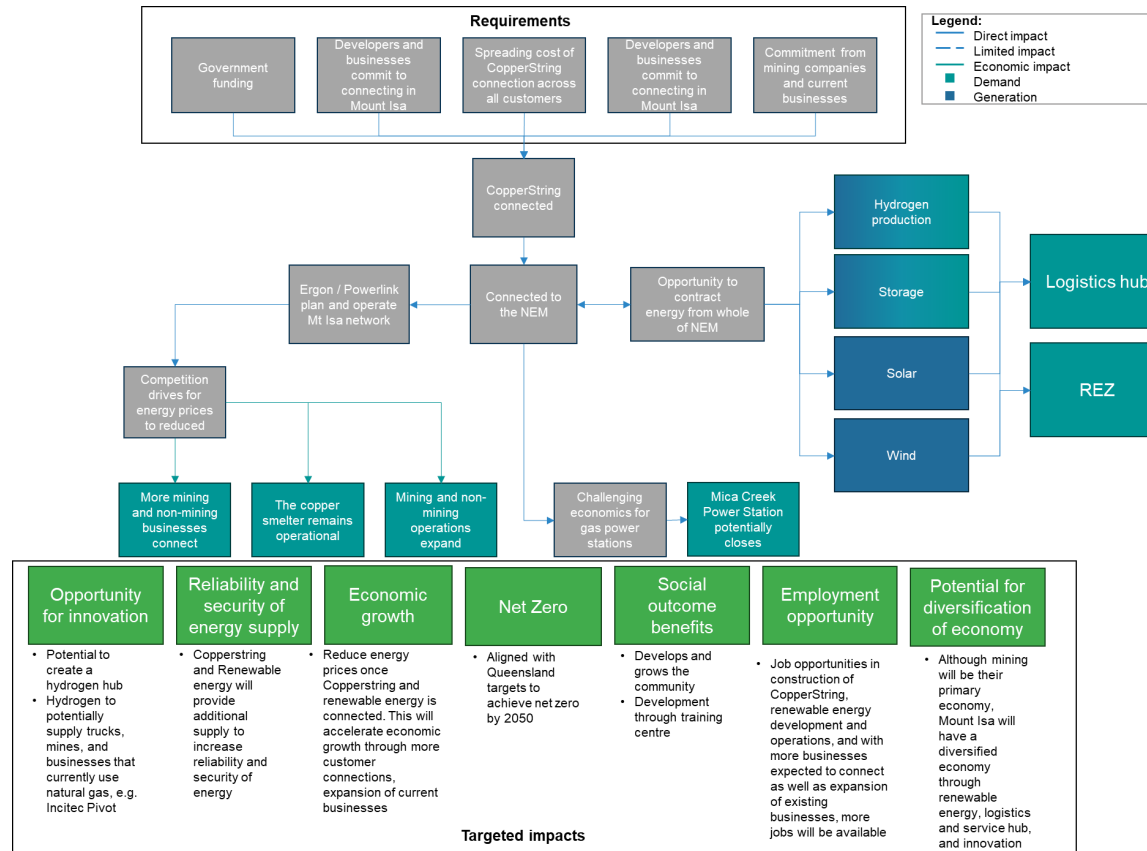 Requirements
Government
funding
Developers and
businesses
commit to
connecting in
Mount Isa
Spreading cost of
CopperString
connection across
all customers
Developers and
businesses
commit to
connecting in
Mount Isa
Commitment from
mining companies
and current
businesses
Legend:
Direct impact
Limited impact
Economic impact
Demand
Generation
CopperString
connected
Ergon / Powerlink
plan and operate
Mt Isa network
Connected to
the NEM
Opportunity to
contract
energy from whole
of NEM
Hydrogen
production
Storage
Solar
Wind
Logistics hub
REZ
Competition
drives for
energy prices
to reduced
More mining
and non-mining
businesses
connect
The copper
smelter remains
operational
Mining and non-
mining
operations
expand
Challenging
economics for
gas power
stations
Mica Creek
Power Station
potentially
closes
Opportunity
for innovation
• Potential to
create a
hydrogen hub
• Hydrogen to
potentially
supply trucks,
mines, and
businesses that
currently use
natural gas, e.g.
Incitec Pivot
Reliability and
security of
energy supply
• Copperstring
and Renewable
energy will
provide
additional
supply to
increase
reliability and
security of
energy
Economic
growth
• Reduce energy
prices once
Copperstring and
renewable energy is
connected. This will
accelerate economic
growth through more
customer
connections,
expansion of current
businesses
Net Zero
• Aligned with
Queensland
targets to
achieve net zero
by 2050
Social
outcome
benefits
• Develops and
grows the
community
• Development
through training
centre
Employment
opportunity
• Job opportunities in
construction of
CopperString,
renewable energy
development and
operations, and with
more businesses
expected to connect
as well as expansion
of existing
businesses, more
jobs will be available
Potential for
diversification
of economy
• Although mining
will be their
primary
economy,
Mount Isa will
have a
diversified
economy
through
renewable
energy, logistics
and service hub,
and innovation
Targeted impacts